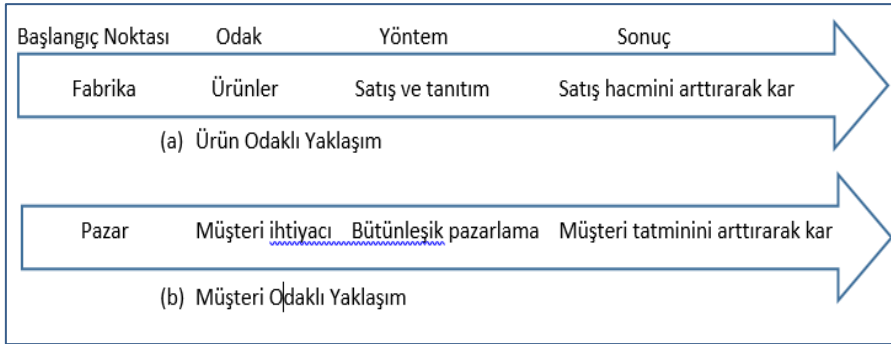 Başlangıç Noktası Odak Yöntem Sonuç
Fabrika Ürünler Satış ve tanıtım Satış hacmini arttırarak kar
(a) Ürün Odaklı Yaklaşım
Pazar Müşteri ihtiyacı Bütünleşik pazarlama Müşteri tatminini arttırarak kar
(b) Müşteri Odaklı Yaklaşım